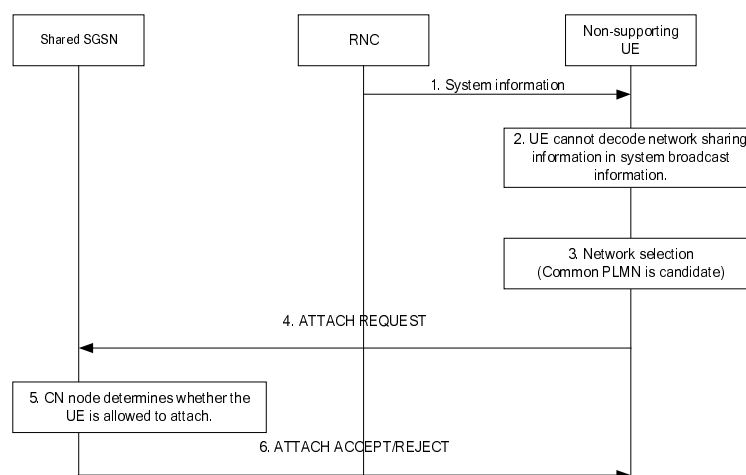 Shared SGSN
RNC
Non-supporting
UE
1. System information
2. UE cannot decode network sharing
information in system broadcast
information.
3. Network selection
(Common PLMN is candidate)
4. ATTACH REQUEST
5. CN node determines whether the
UE is allowed to attach.
6. ATTACH ACCEPT/REJECT